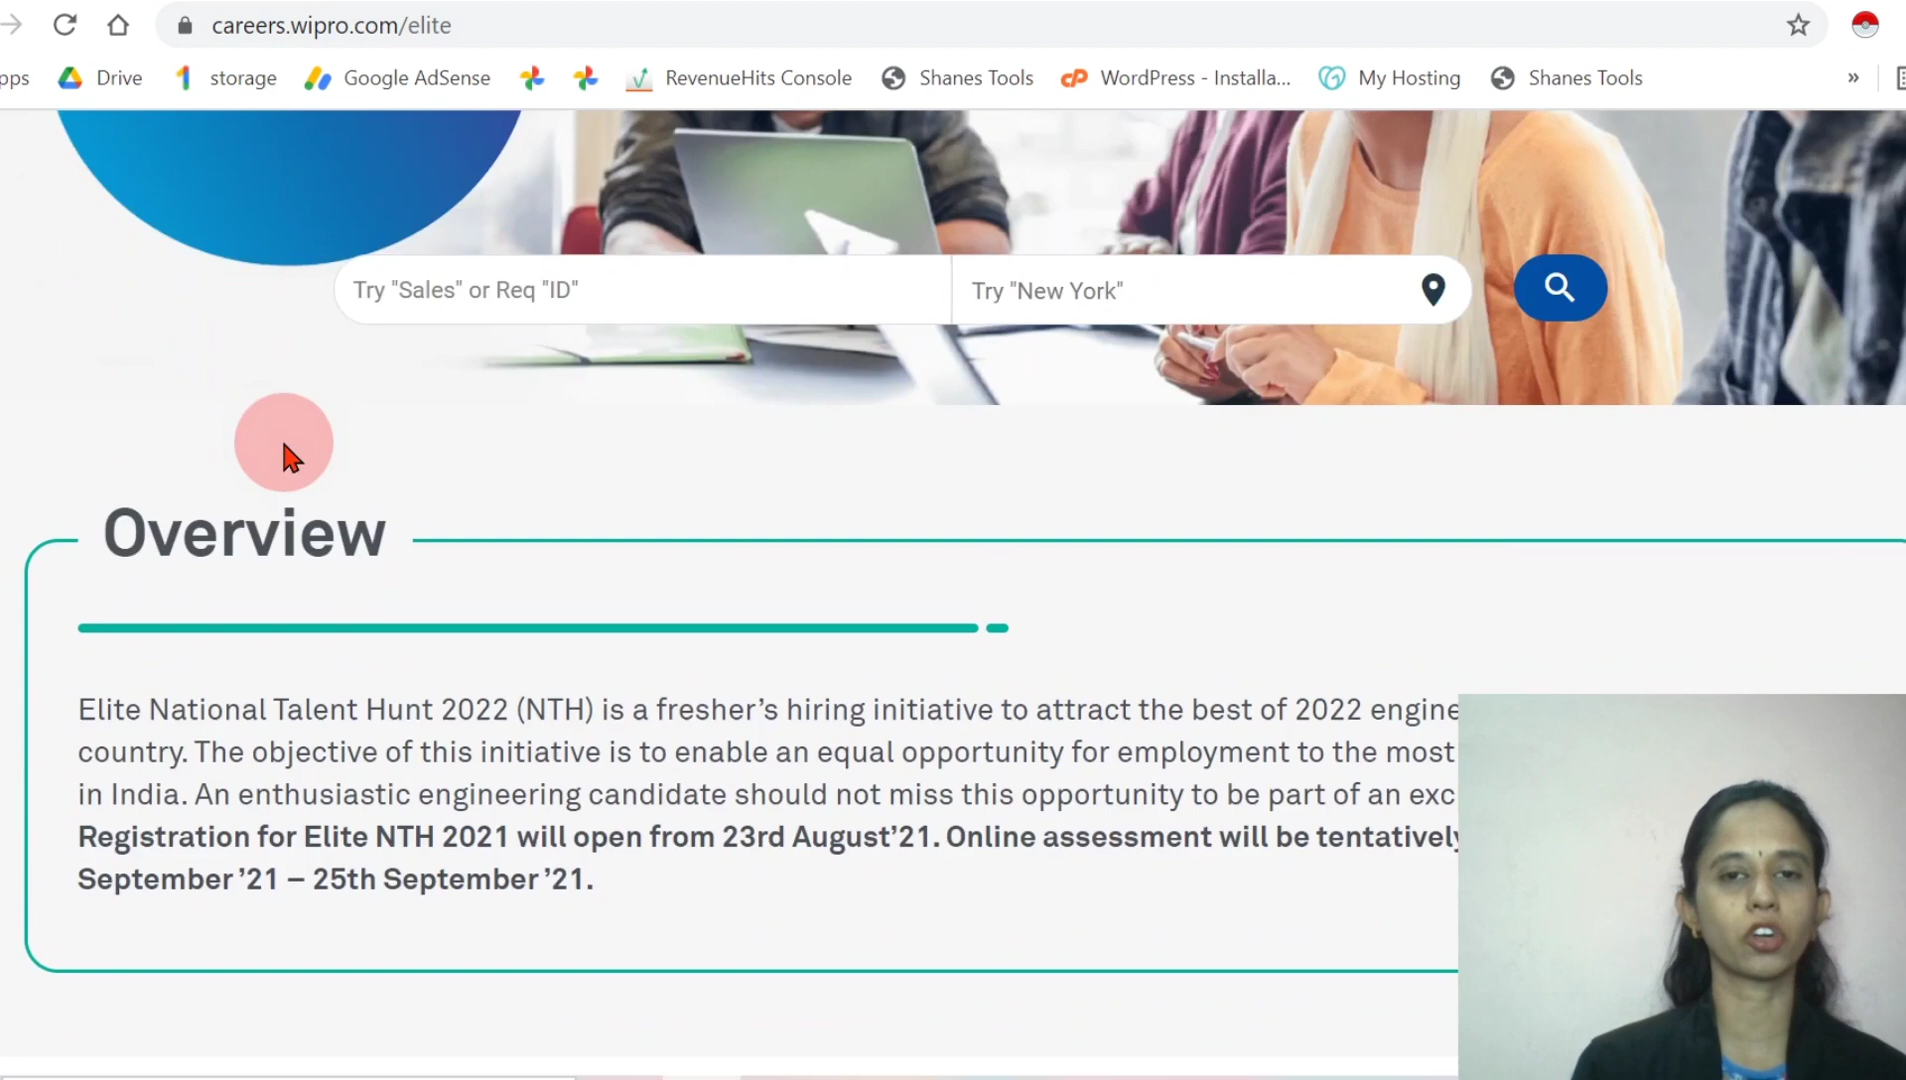 careers.wipro.com/elite
Drive
storage
Google AdSense
RevenueHits Console
Shanes Tools
cP
WordPress - Installa...
My Hosting
Shanes Tools
»
Try "Sales" or Req "ID"
Try "New York"
Overview
Elite National Talent Hunt 2022 (NTH) is a fresher’s hiring initiative to attract the best of 2022
country. The objective of this initiative is to enable an equal opportunity for employment to the most
in India. An enthusiastic engineering candidate should not miss this opportunity to be part of an
Registration for Elite NTH 2021 will open from 23rd August’21. Online assessment will be tentatively
September ’21 – 25th September ’21.